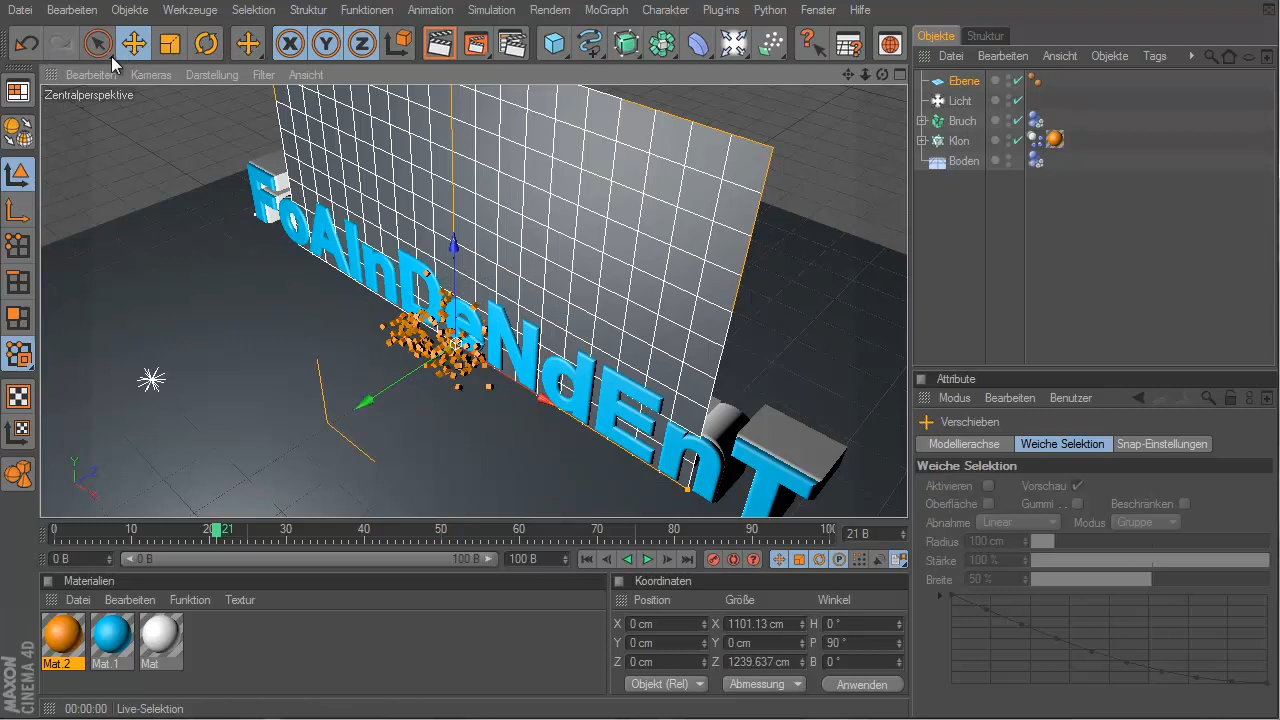 Datei Bearbeiten Objekte Werkzeuge Selektion Struktur Funktionen Animation Simulation Rendern MoGraph Charakter Plug-ins Python Fenster Hilfe
X Y Z
Bearbeiten Kameras Darstellung Filter Ansicht
Zentralperspektive
FoAInDeNdEnT
Y
Z
X
0 10 21 30 40 50 60 70 80 90 100
21 B
0 B 0 B 100 B 100 B
Materialien
Datei Bearbeiten Funktion Textur
Mat.2 Mat.1 Mat
Koordinaten
Position Größe Winkel
X 0 cm X 1101.13 cm H 0 °
Y 0 cm Y 0 cm P 90 °
Z 0 cm Z 1239.637 cm B 0 °
Objekt (Rel) Abmessung Anwenden
MAXON
CINEMA 4D
00:00:00 Live-Selektion
Objekte Struktur
Datei Bearbeiten Ansicht Objekte Tags
Ebene
Licht
Bruch
Klon
Boden
Attribute
Modus Bearbeiten Benutzer
Verschieben
Modellierachse Weiche Selektion Snap-Einstellungen
Weiche Selektion
Aktivieren Vorschau
Oberfläche Gummi . . Beschränken
Abnahme Linear Modus Gruppe
Radius 100 cm
Stärke 100 %
Breite 50 %